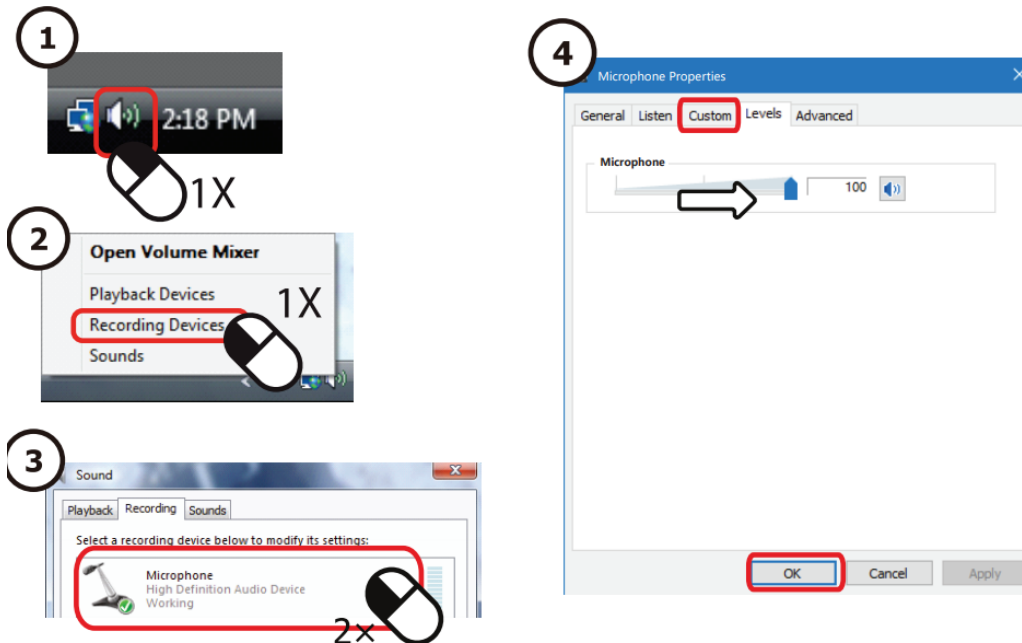 1
2:18 PM
1X
2
Open Volume Mixer
Playback Devices
1X
Recording Devices
Sounds
3
Sound
Playback Recording Sounds
Select a recording device below to modify its settings:
Microphone
High Definition Audio Device
Working
2×
4
Microphone Properties
General Listen Custom Levels Advanced
Microphone
100
OK Cancel Apply